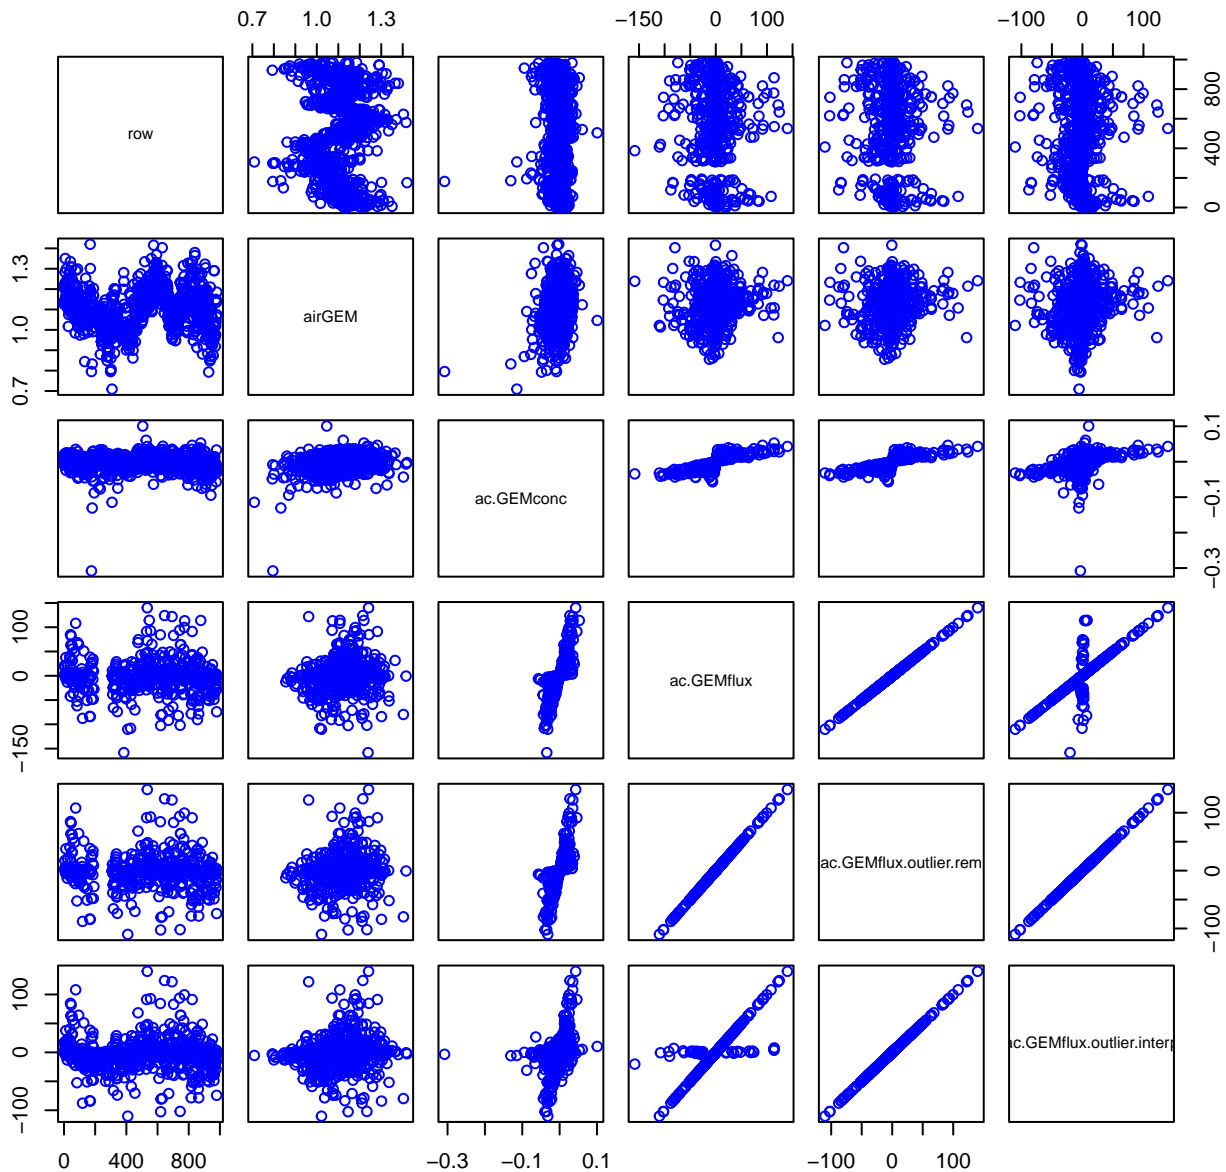 0.7 1.0 1.3 −150 0 100 −100 0 100
row
0 400 800
0.7 1.0 1.3
airGEM
ac.GEMconc
−0.3 −0.1 0.1
−150 0 100
ac.GEMflux
ac.GEMflux.outlier.rem
−100 0 100
−100 0 100
ac.GEMflux.outlier.interp
0 400 800 −0.3 −0.1 0.1 −100 0 100